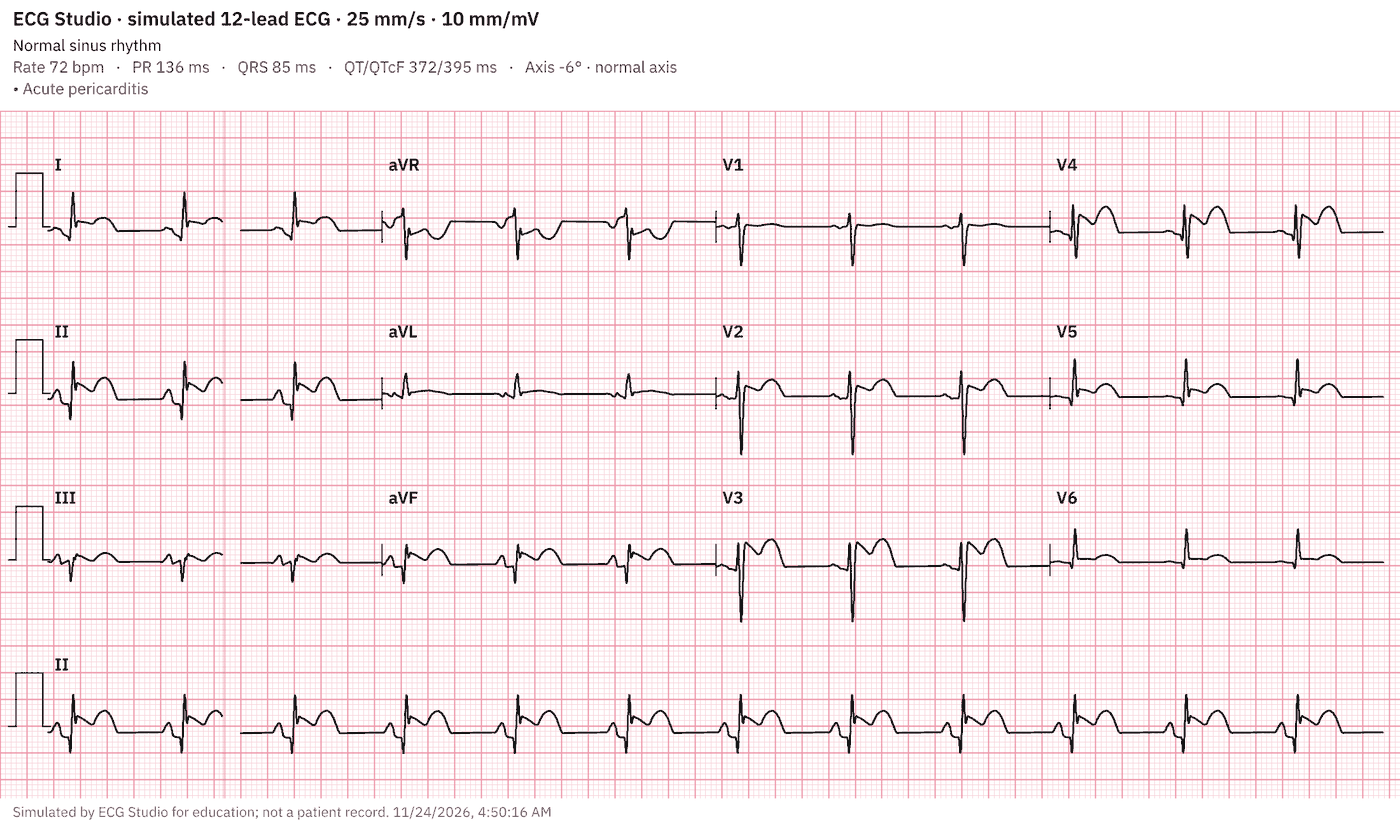 ECG Studio · simulated 12-lead ECG · 25 mm/s · 10 mm/mV
Normal sinus rhythm
Rate 72 bpm · PR 136 ms · QRS 85 ms · QT/QTcF 372/395 ms · Axis -6° · normal axis
• Acute pericarditis
I aVR V1 V4
II aVL V2 V5
III aVF V3 V6
II
Simulated by ECG Studio for education; not a patient record. 11/24/2026, 4:50:16 AM